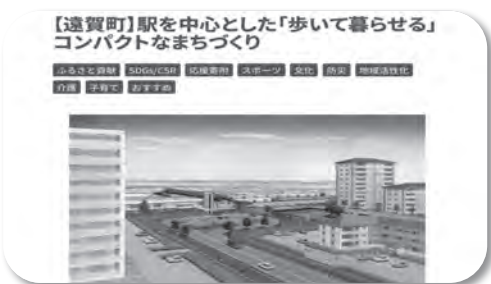 【遠賀町】駅を中心とした「歩いて暮らせる」
コンパクトなまちづくり
ふるさと貢献 SDGs/CSR 応援寄附 スポーツ 文化 防災 地域活性化
介護 子育て おすすめ